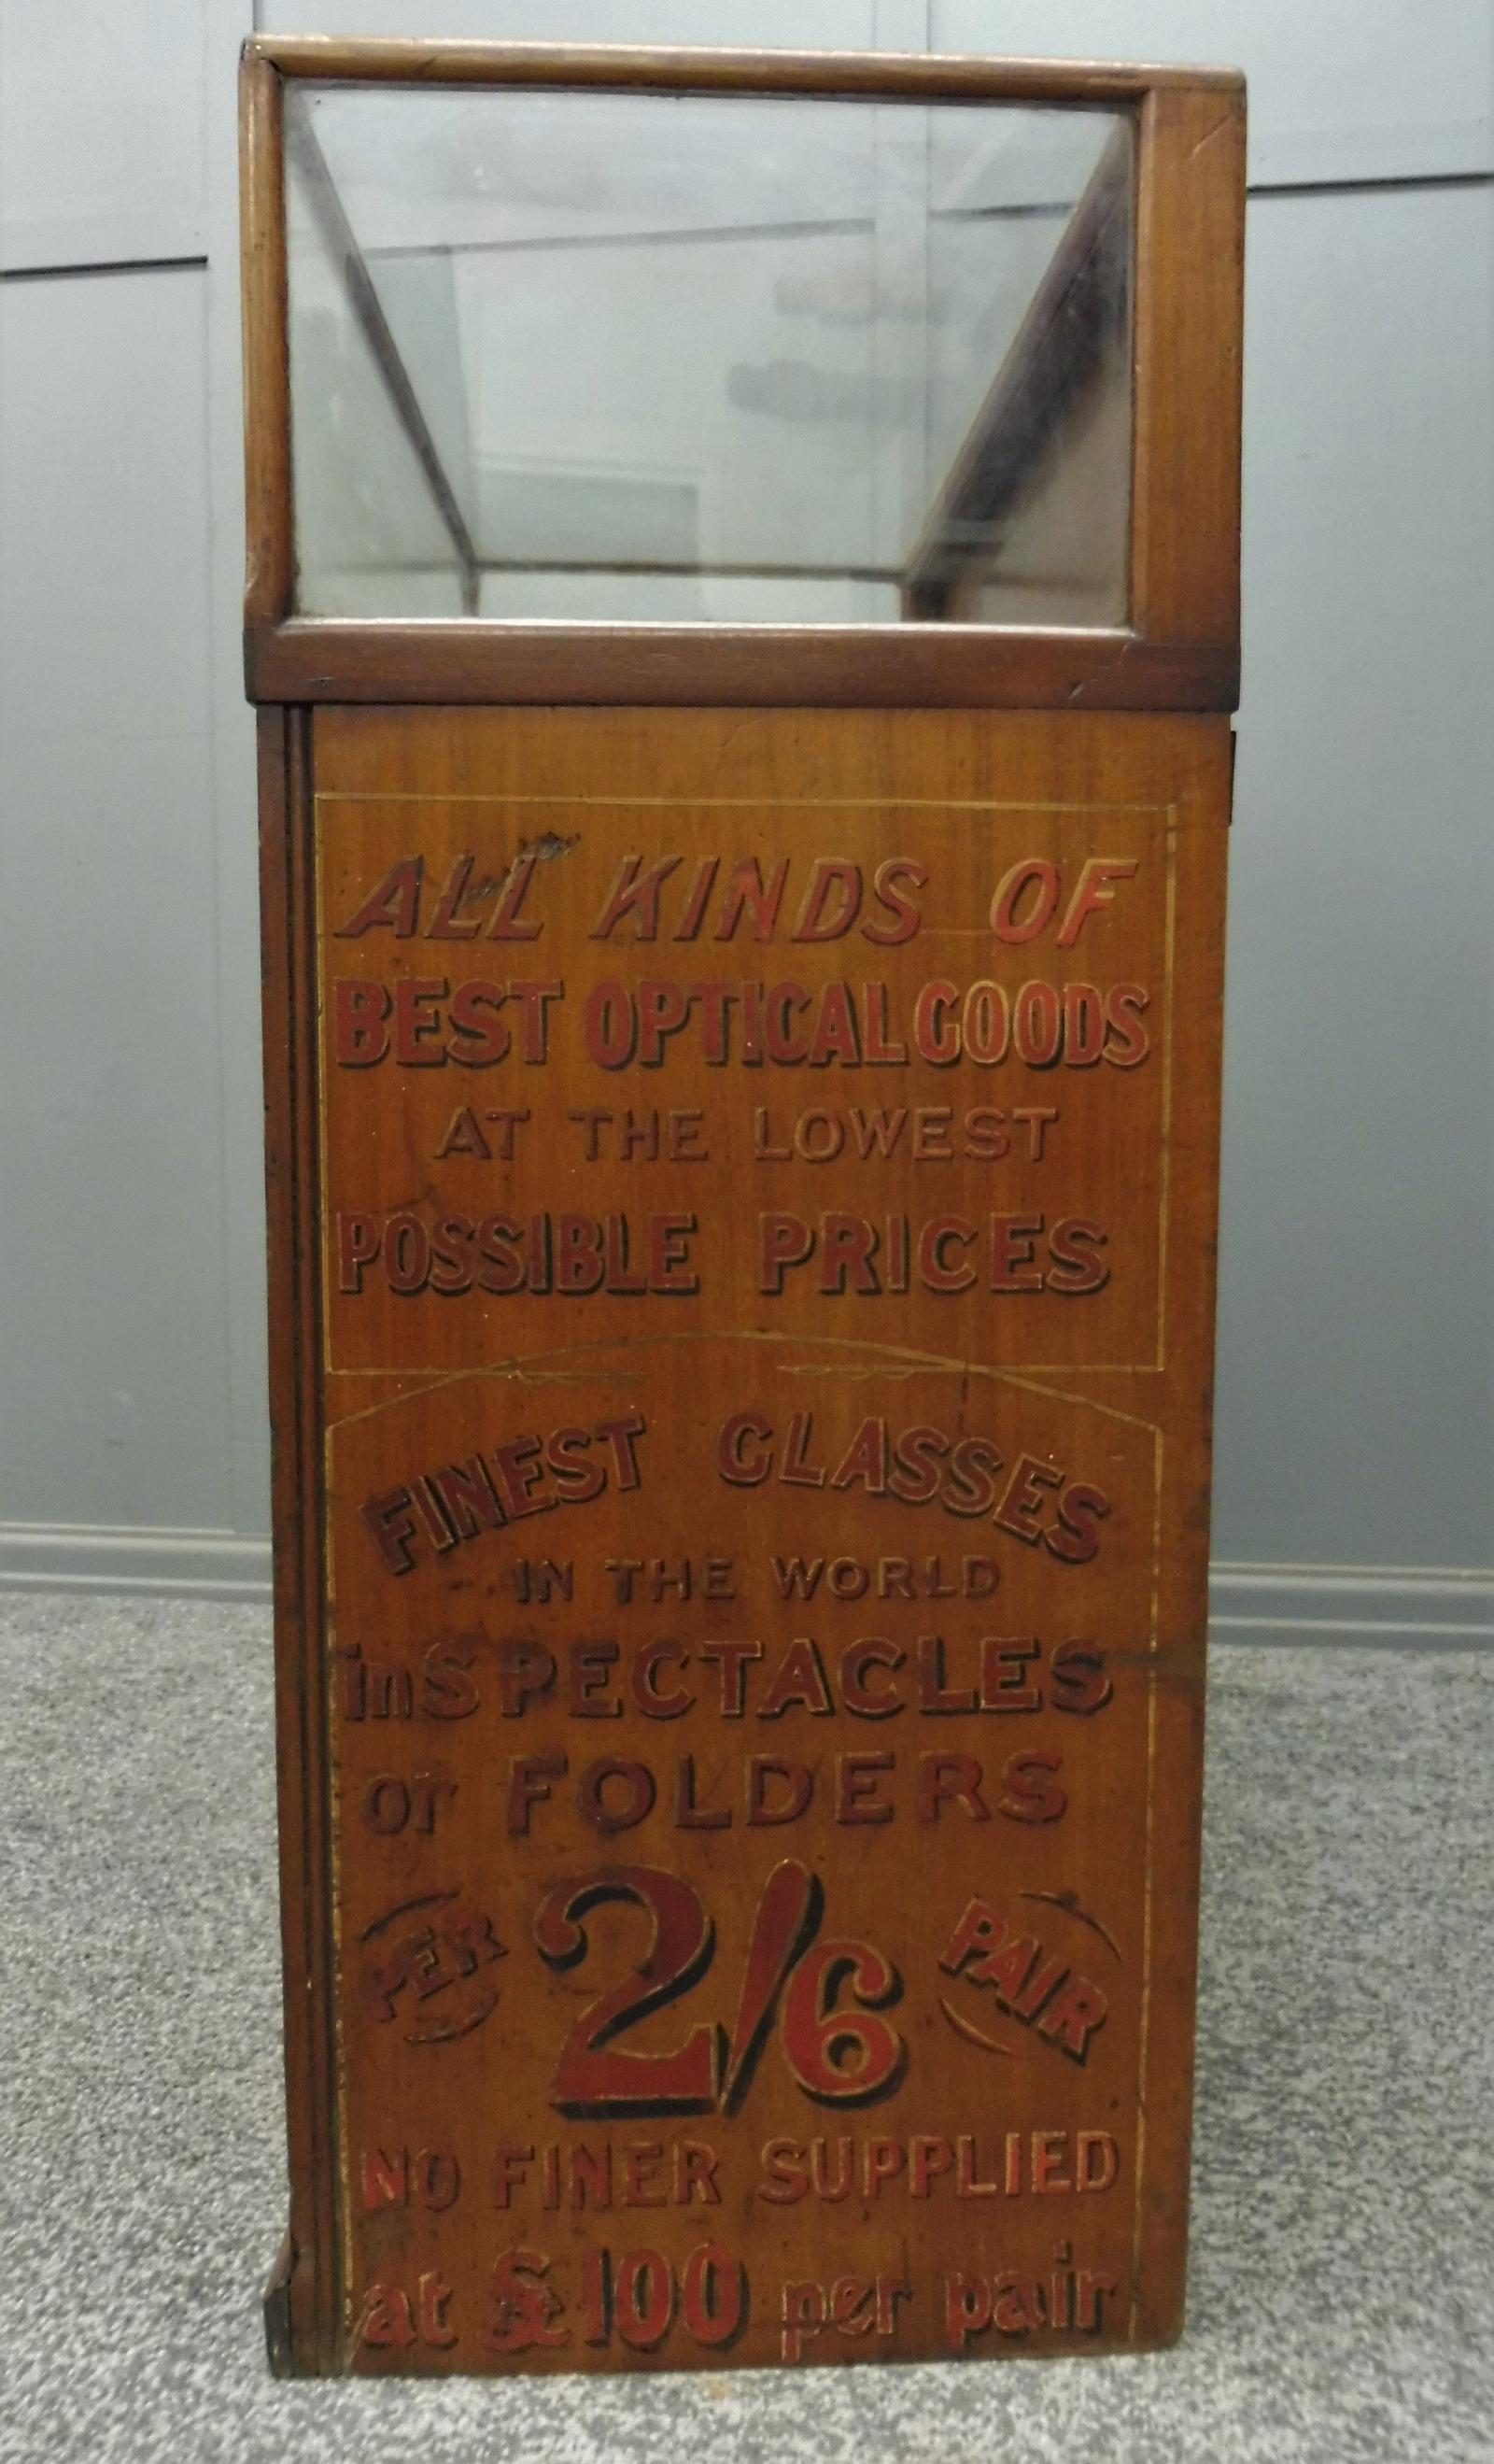 ALL KINDS OF
BEST OPTICAL GOODS
AT THE LOWEST
POSSIBLE PRICES
FINEST GLASSES
IN THE WORLD
in SPECTACLES
or FOLDERS
PER 2/6 PAIR
NO FINER SUPPLIED
at £100 per pair